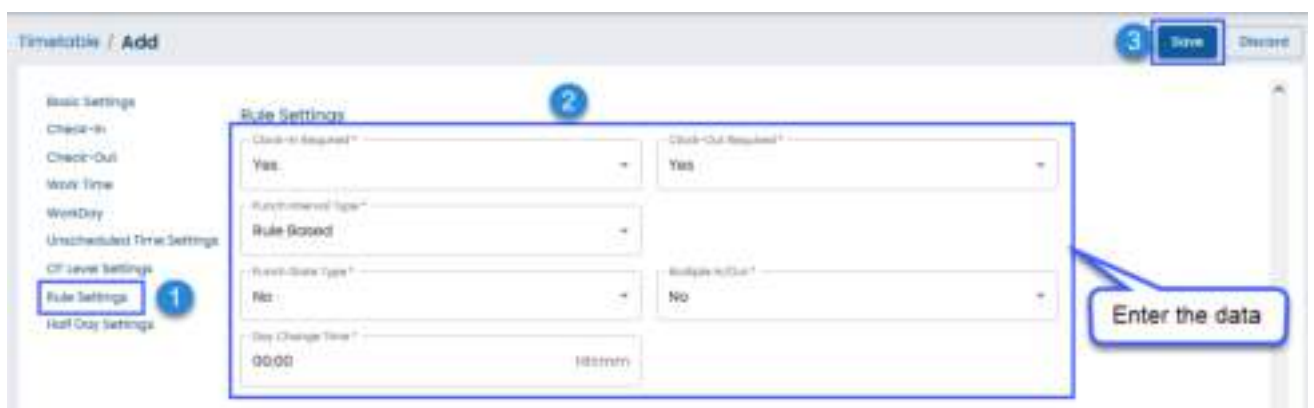 Timetable / Add
3
Save
Discard
Basic Settings
Check-In
Check-Out
Work Time
WorkDay
Unscheduled Time Settings
OT Level Settings
Rule Settings
1
Half Day Settings
2
Rule Settings
Clock-In Required *
Yes
Clock-Out Required *
Yes
Punch Interval Type *
Rule Based
Punch State Type *
No
Multiple In/Out *
No
Day Change Time *
00:00
HH:mm
Enter the data